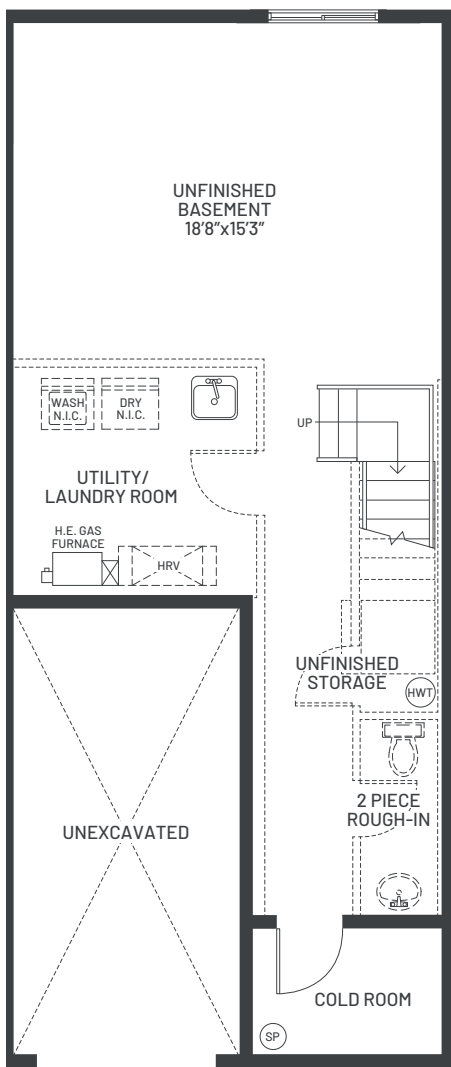 UNFINISHED
BASEMENT
18'8"x15'3"
WASH
N.I.C.
DRY
N.I.C.
UP
UTILITY/
LAUNDRY ROOM
H.E. GAS
FURNACE
HRV
UNFINISHED
STORAGE
HWT
2 PIECE
ROUGH-IN
UNEXCAVATED
COLD ROOM
SP